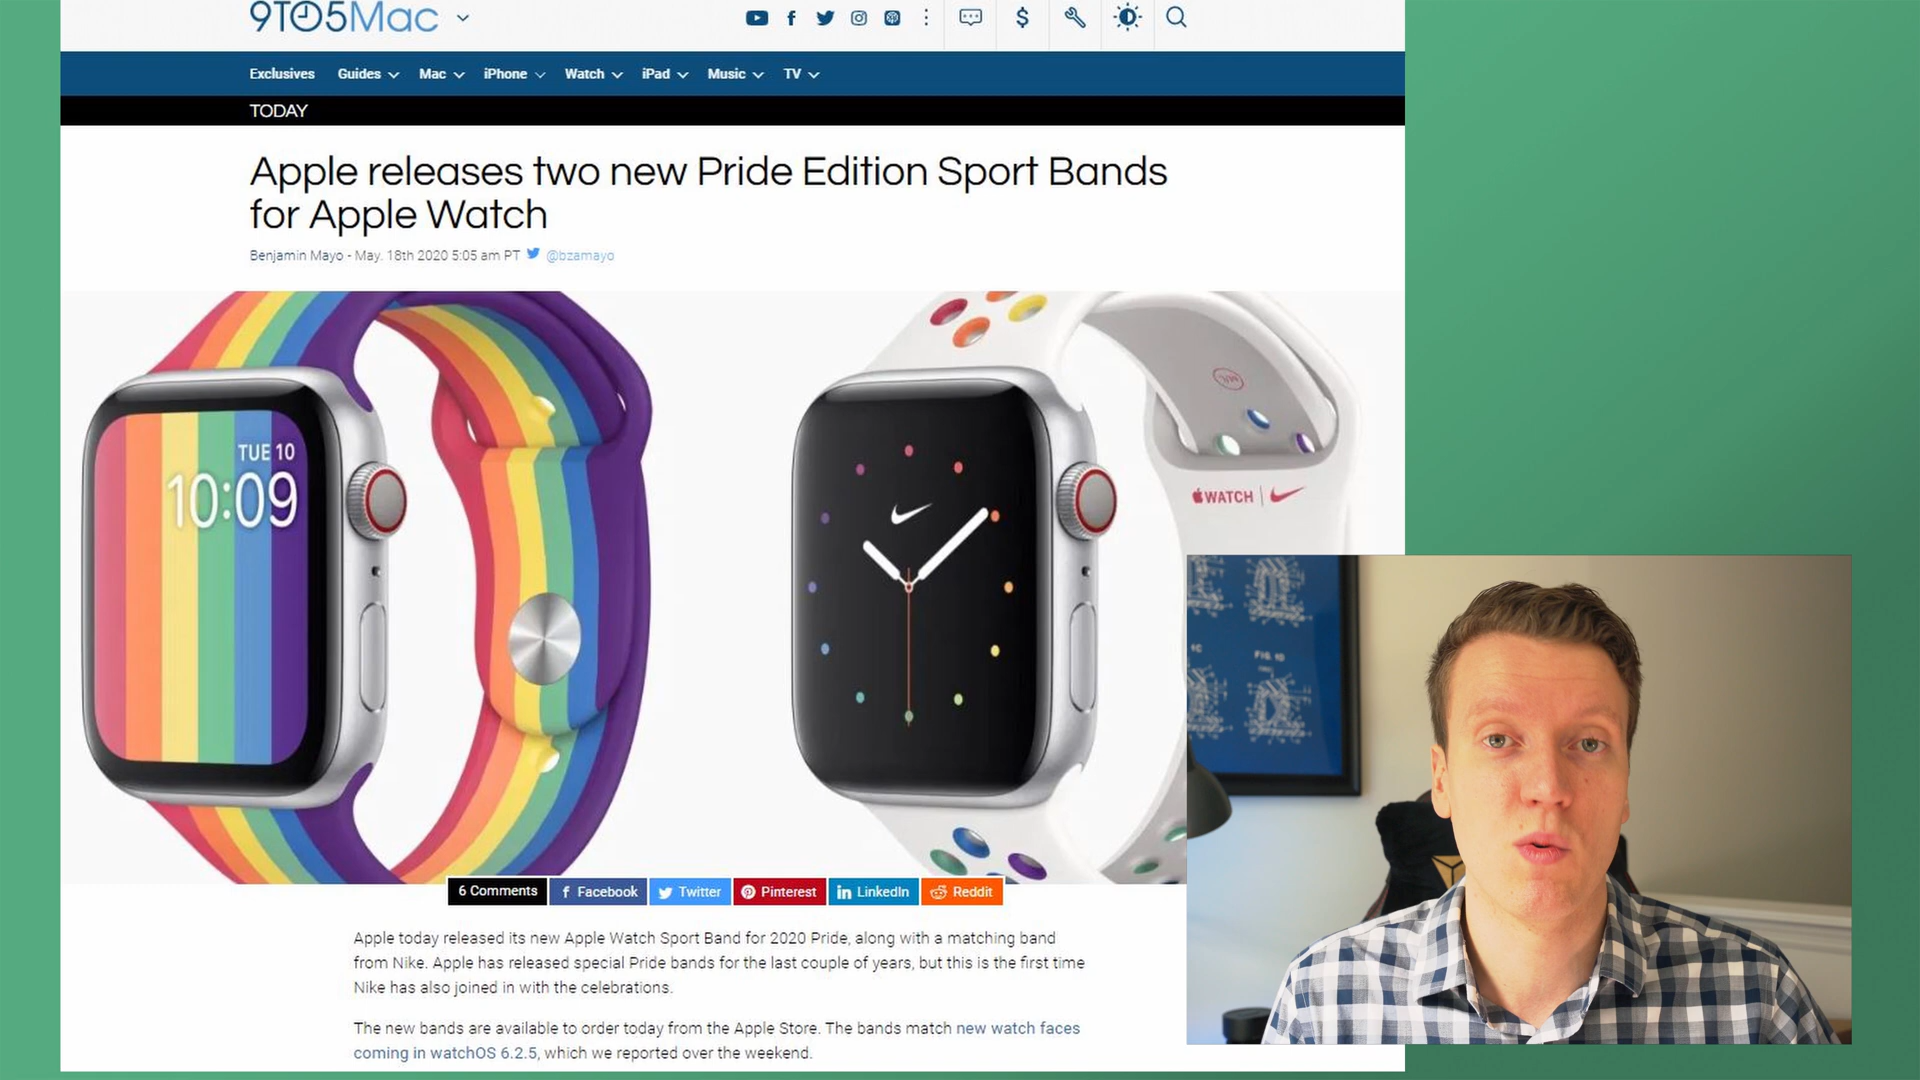 9TO5Mac
Exclusives Guides Mac iPhone Watch iPad Music TV
TODAY
Apple releases two new Pride Edition Sport Bands
for Apple Watch
Benjamin Mayo - May. 18th 2020 5:05 am PT @bzamayo
TUE 10
10:09
WATCH
FIG. 1D
6 Comments Facebook Twitter Pinterest LinkedIn Reddit
Apple today released its new Apple Watch Sport Band for 2020 Pride, along with a matching band
from Nike. Apple has released special Pride bands for the last couple of years, but this is the first time
Nike has also joined in with the celebrations.
The new bands are available to order today from the Apple Store. The bands match new watch faces
coming in watchOS 6.2.5, which we reported over the weekend.